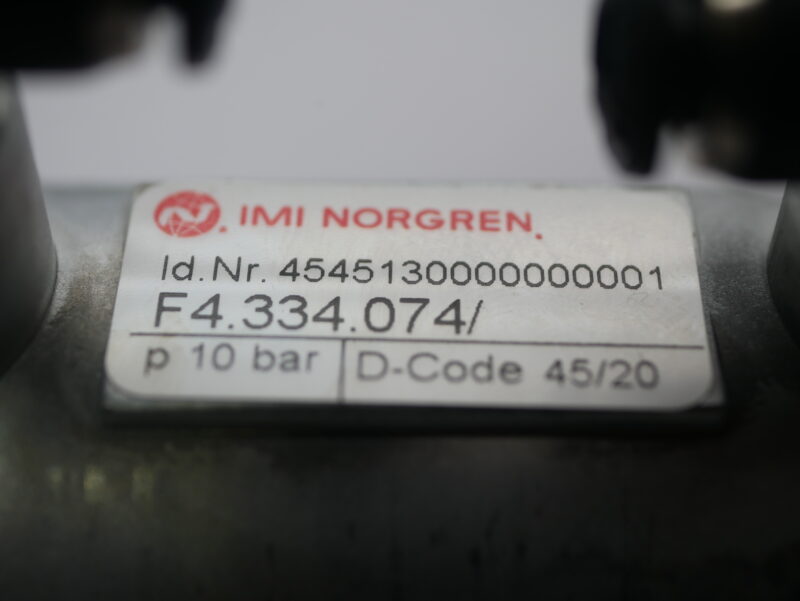 N. IMI NORGREN.
Id.Nr. 4545130000000001
F4.334.074/
p 10 bar D-Code 45/20